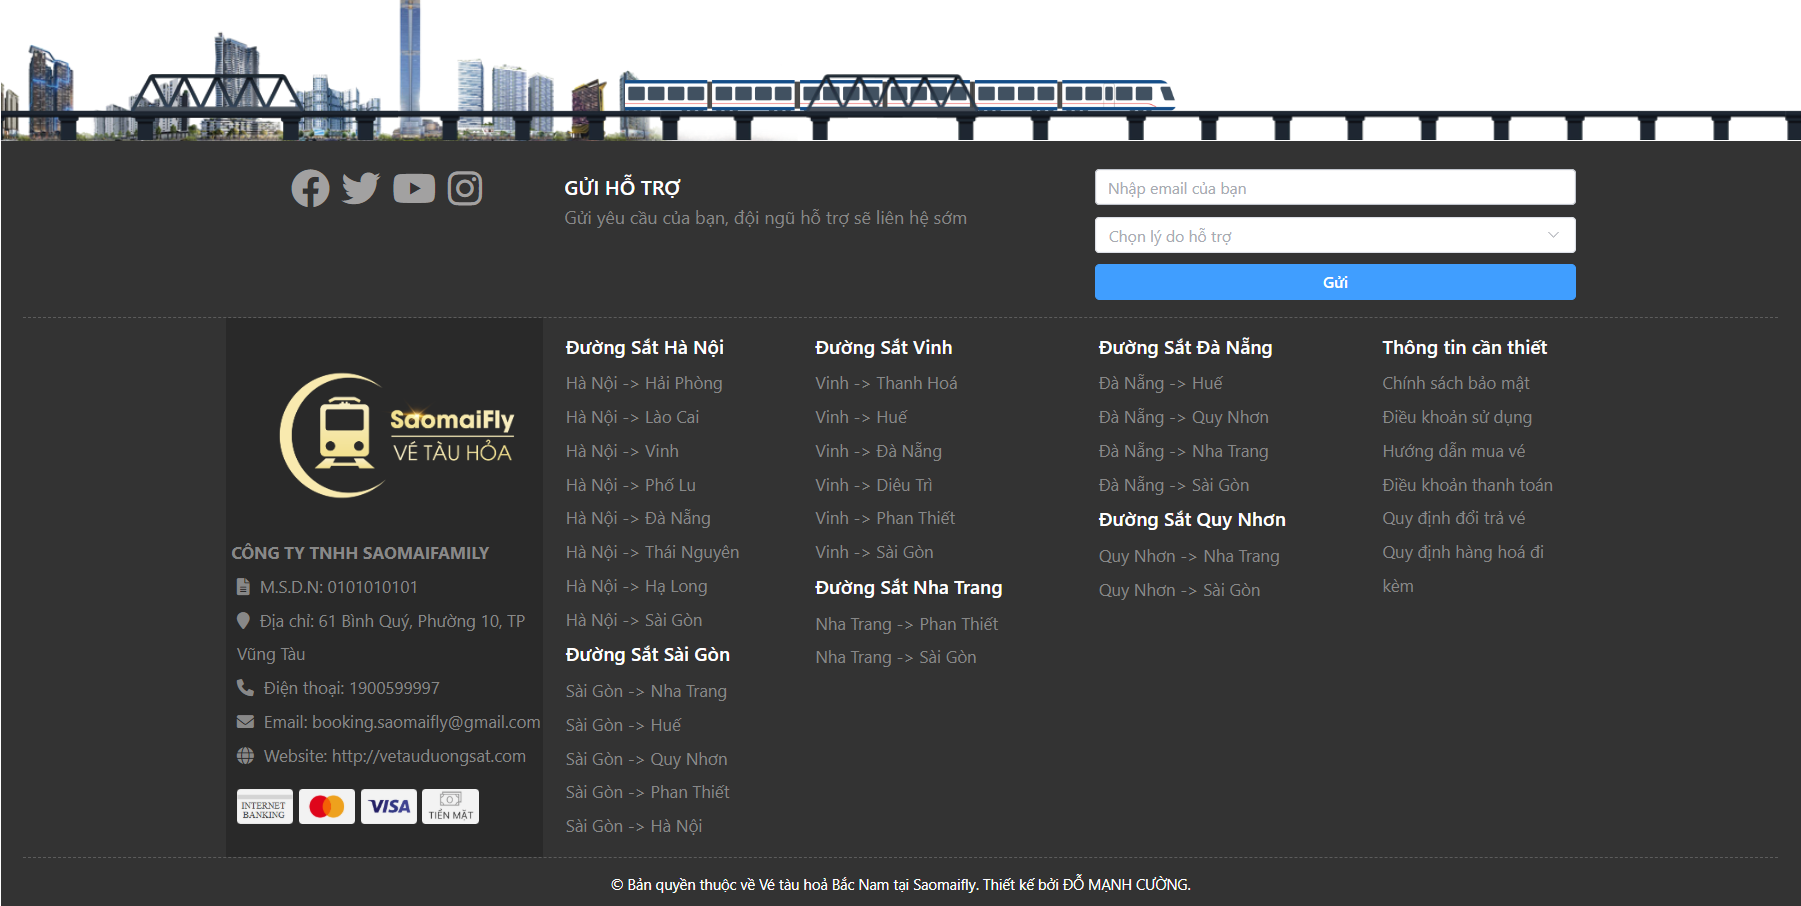 GỬI HỖ TRỢ
Gửi yêu cầu của bạn, đội ngũ hỗ trợ sẽ liên hệ sớm
Nhập email của bạn
Chọn lý do hỗ trợ
Gửi
SaomaiFly
VÉ TÀU HỎA
CÔNG TY TNHH SAOMAIFAMILY
M.S.D.N: 0101010101
Địa chỉ: 61 Bình Quý, Phường 10, TP
Vũng Tàu
Điện thoại: 1900599997
Email: booking.saomaifly@gmail.com
Website: http://vetauduongsat.com
INTERNET
BANKING
VISA
TIỀN MẶT
Đường Sắt Hà Nội
Hà Nội -> Hải Phòng
Hà Nội -> Lào Cai
Hà Nội -> Vinh
Hà Nội -> Phố Lu
Hà Nội -> Đà Nẵng
Hà Nội -> Thái Nguyên
Hà Nội -> Hạ Long
Hà Nội -> Sài Gòn
Đường Sắt Sài Gòn
Sài Gòn -> Nha Trang
Sài Gòn -> Huế
Sài Gòn -> Quy Nhơn
Sài Gòn -> Phan Thiết
Sài Gòn -> Hà Nội
Đường Sắt Vinh
Vinh -> Thanh Hoá
Vinh -> Huế
Vinh -> Đà Nẵng
Vinh -> Diêu Trì
Vinh -> Phan Thiết
Vinh -> Sài Gòn
Đường Sắt Nha Trang
Nha Trang -> Phan Thiết
Nha Trang -> Sài Gòn
Đường Sắt Đà Nẵng
Đà Nẵng -> Huế
Đà Nẵng -> Quy Nhơn
Đà Nẵng -> Nha Trang
Đà Nẵng -> Sài Gòn
Đường Sắt Quy Nhơn
Quy Nhơn -> Nha Trang
Quy Nhơn -> Sài Gòn
Thông tin cần thiết
Chính sách bảo mật
Điều khoản sử dụng
Hướng dẫn mua vé
Điều khoản thanh toán
Quy định đổi trả vé
Quy định hàng hoá đi
kèm
© Bản quyền thuộc về Vé tàu hoả Bắc Nam tại Saomaifly. Thiết kế bởi ĐỖ MẠNH CƯỜNG.